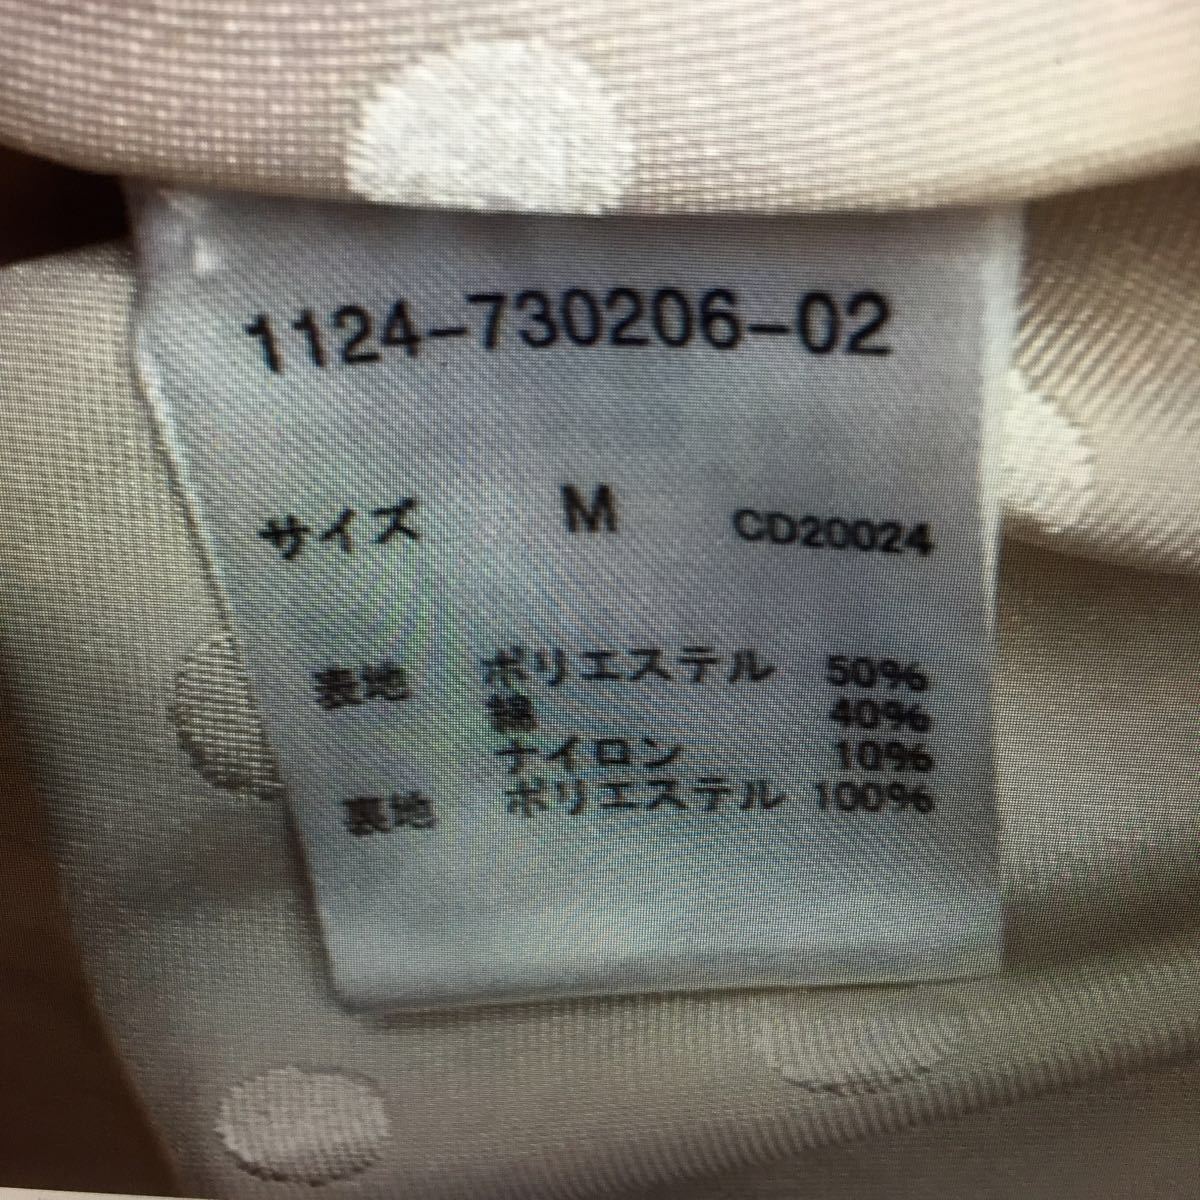 1124-730206-02
サイズ M CD20024
表地 ポリエステル 50%
綿 40%
ナイロン 10%
裏地 ポリエステル 100%